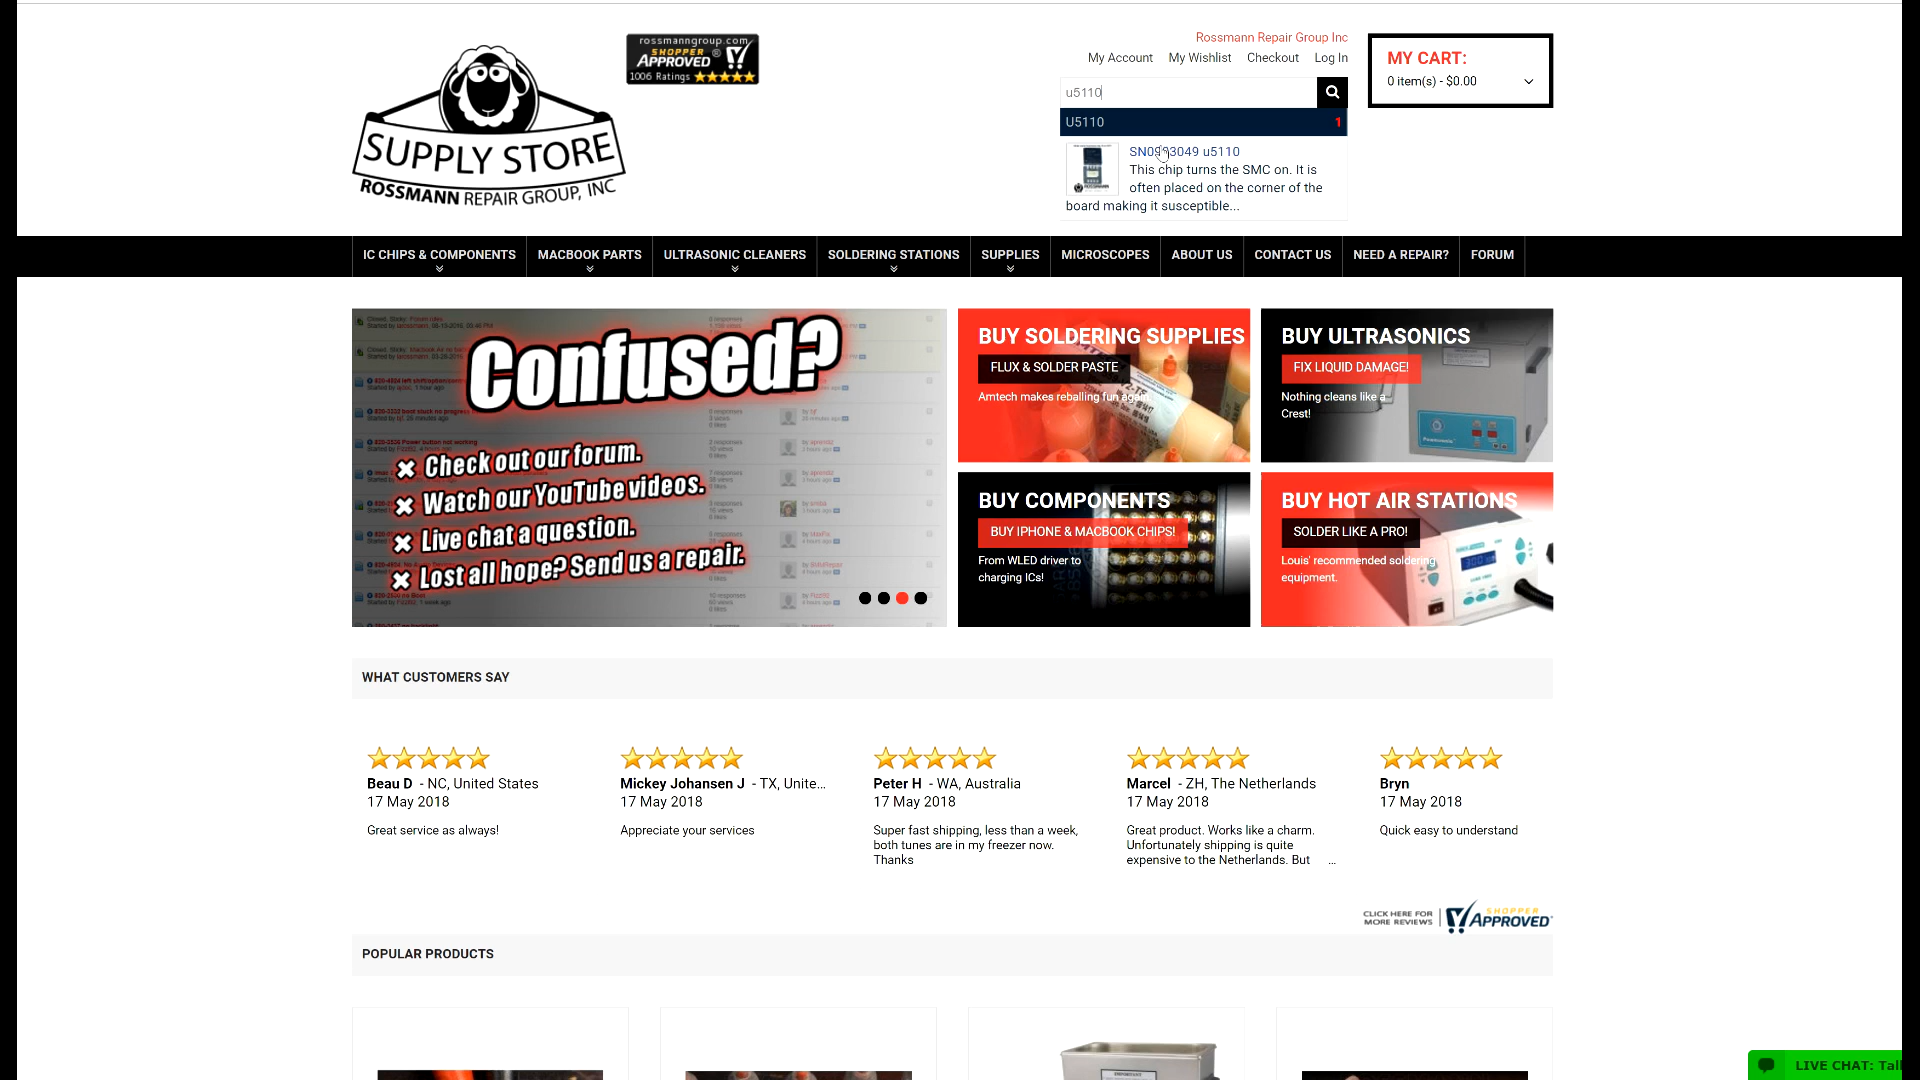 rossmanngroup.com
SHOPPER
APPROVED ®
1006 Ratings
SUPPLY STORE
ROSSMANN REPAIR GROUP, INC
Rossmann Repair Group Inc
My Account My Wishlist Checkout Log In
u5110
U5110 1
This chip turns the SMC on. It is
often placed on the corner of the
board making it susceptible...
u5110
MY CART:
0 item(s) - $0.00
IC CHIPS & COMPONENTS MACBOOK PARTS ULTRASONIC CLEANERS SOLDERING STATIONS SUPPLIES MICROSCOPES ABOUT US CONTACT US NEED A REPAIR? FORUM
Confused?
✖ Check out our forum.
✖ Watch our YouTube videos.
✖ Live chat a question.
✖ Lost all hope? Send us a repair.
BUY SOLDERING SUPPLIES
FLUX & SOLDER PASTE
Amtech makes reballing fun again.
BUY ULTRASONICS
FIX LIQUID DAMAGE!
Nothing cleans like a
Crest!
BUY COMPONENTS
BUY IPHONE & MACBOOK CHIPS!
From WLED driver to
charging ICs!
BUY HOT AIR STATIONS
SOLDER LIKE A PRO!
Louis' recommended soldering
equipment.
WHAT CUSTOMERS SAY
Beau D - NC, United States
17 May 2018
Great service as always!
Mickey Johansen J - TX, Unite...
17 May 2018
Appreciate your services
Peter H - WA, Australia
17 May 2018
Super fast shipping, less than a week,
both tunes are in my freezer now.
Thanks
Marcel - ZH, The Netherlands
17 May 2018
Great product. Works like a charm.
Unfortunately shipping is quite
expensive to the Netherlands. But ...
Bryn
17 May 2018
Quick easy to understand
CLICK HERE FOR
MORE REVIEWS
SHOPPER
APPROVED
POPULAR PRODUCTS
LIVE CHAT: Tal